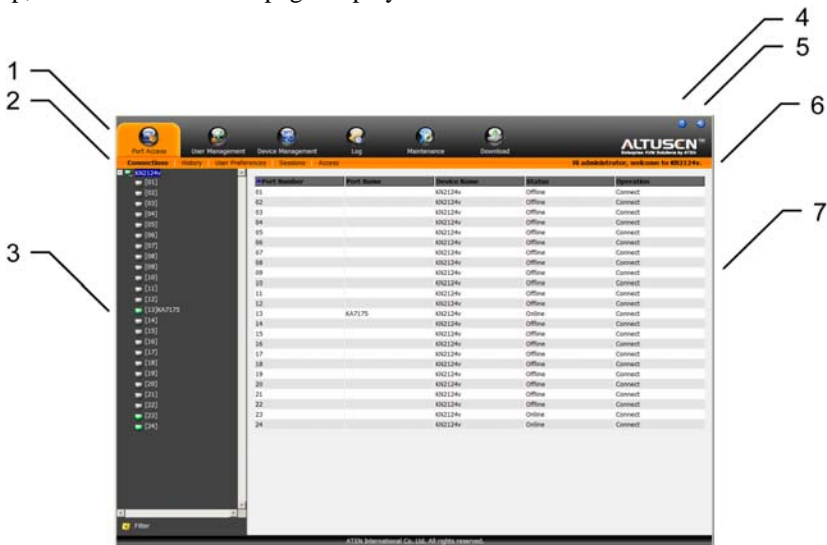 4
5
1
2
6
7
3
Port Access User Management Device Management Log Maintenance Download
ALTUSEN™
Connections History User Preferences Sessions Access Hi administrator, welcome to KN2124v.
KN2124v
[01]
[02]
[03]
[04]
[05]
[06]
[07]
[08]
[09]
[10]
[11]
[12]
[13]KA7175
[14]
[15]
[16]
[17]
[18]
[19]
[20]
[21]
[22]
[23]
[24]
Filter
Port Number Port Name Device Name Status Operation
01 KN2124v Offline Connect
02 KN2124v Offline Connect
03 KN2124v Offline Connect
04 KN2124v Offline Connect
05 KN2124v Offline Connect
06 KN2124v Offline Connect
07 KN2124v Offline Connect
08 KN2124v Offline Connect
09 KN2124v Offline Connect
10 KN2124v Offline Connect
11 KN2124v Offline Connect
12 KN2124v Offline Connect
13 KA7175 KN2124v Online Connect
14 KN2124v Offline Connect
15 KN2124v Offline Connect
16 KN2124v Offline Connect
17 KN2124v Offline Connect
18 KN2124v Offline Connect
19 KN2124v Offline Connect
20 KN2124v Offline Connect
21 KN2124v Offline Connect
22 KN2124v Offline Connect
23 KN2124v Online Connect
24 KN2124v Online Connect
ATEN International Co. Ltd. All rights reserved.